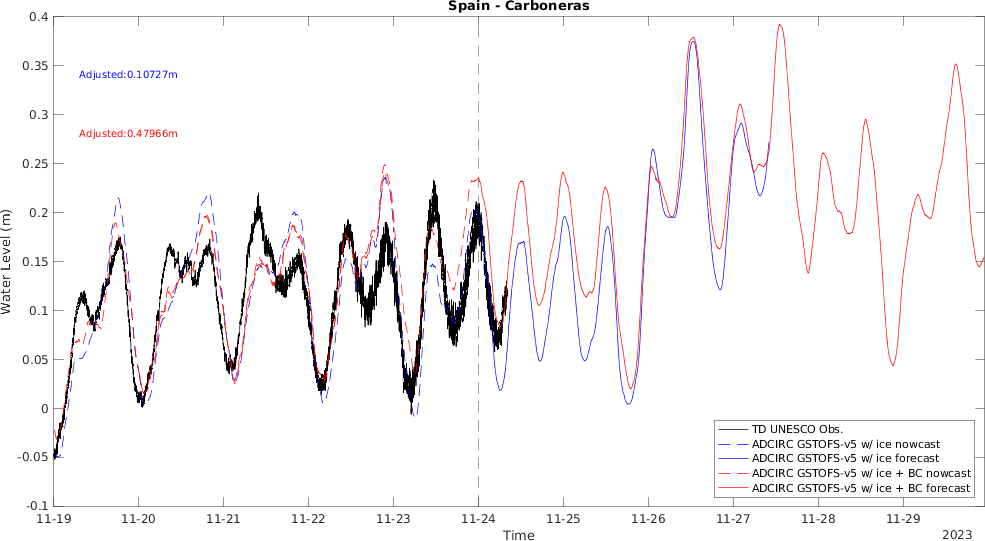 Spain - Carboneras
Adjusted:0.10727m
Adjusted:0.47966m
Water Level (m)
0.4
0.35
0.3
0.25
0.2
0.15
0.1
0.05
0
-0.05
-0.1
TD UNESCO Obs.
ADCIRC GSTOFS-v5 w/ ice nowcast
ADCIRC GSTOFS-v5 w/ ice forecast
ADCIRC GSTOFS-v5 w/ ice + BC nowcast
ADCIRC GSTOFS-v5 w/ ice + BC forecast
11-19 11-20 11-21 11-22 11-23 11-24 11-25 11-26 11-27 11-28 11-29
Time
2023